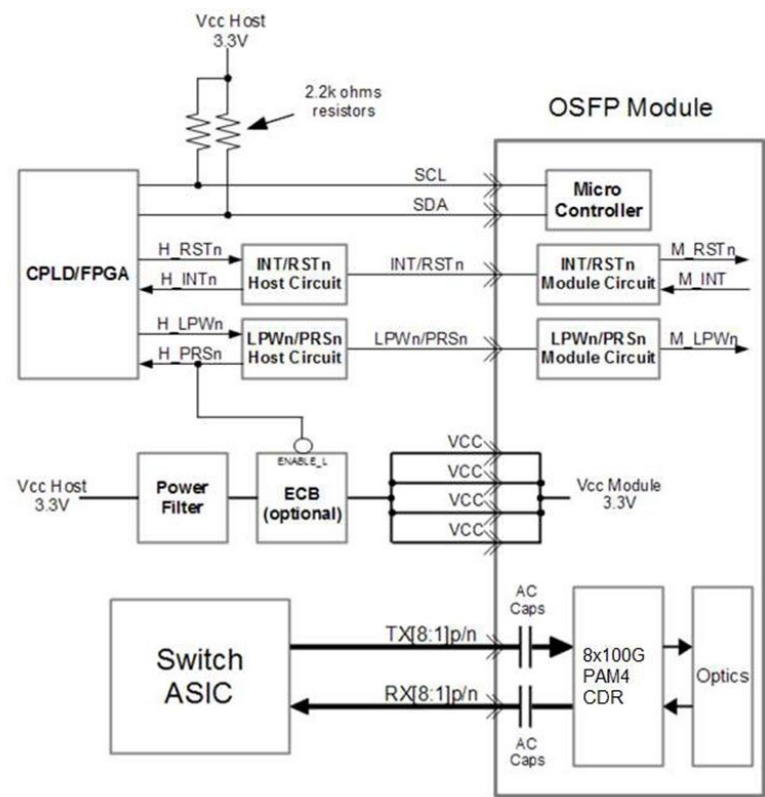 Vcc Host
3.3V
2.2k ohms
resistors
OSFP Module
SCL
SDA
Micro
Controller
CPLD/FPGA
H_RSTn
H_INTn
INT/RSTn
Host Circuit
INT/RSTn
INT/RSTn
Module Circuit
M_RSTn
M_INT
H_LPWn
H_PRSn
LPWn/PRSn
Host Circuit
LPWn/PRSn
LPWn/PRSn
Module Circuit
M_LPWn
Vcc Host
3.3V
Power
Filter
ENABLE_L
ECB
(optional)
VCC
VCC
VCC
VCC
Vcc Module
3.3V
Switch
ASIC
TX[8:1]p/n
RX[8:1]p/n
AC
Caps
AC
Caps
8x100G
PAM4
CDR
Optics